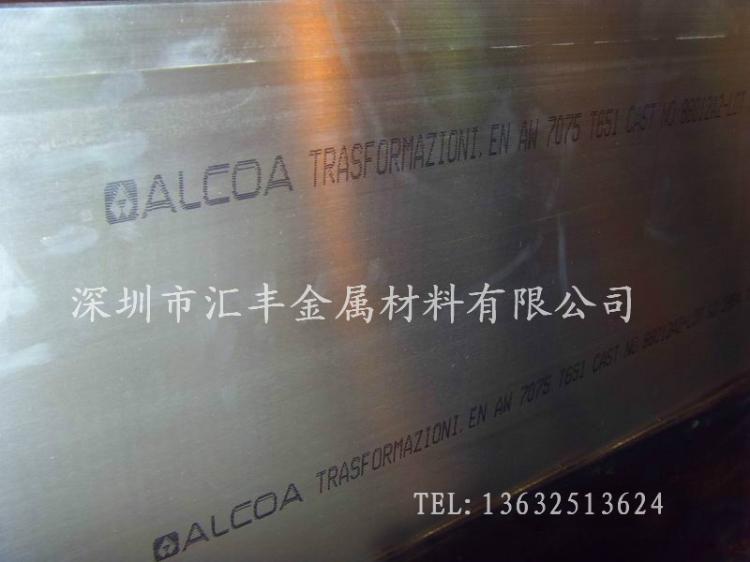 ALCOA TRASFORMAZIONI. EN AW 7075 T651 CAST NO
深圳市汇丰金属材料有限公司
ALCOA TRASFORMAZIONI. EN AW 7075 T651 CAST NO
TEL: 13632513624